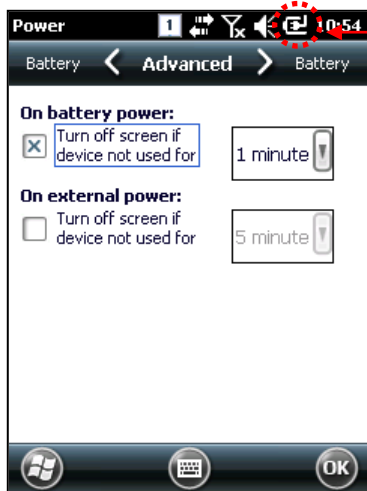 Power 1 10:54
Battery Advanced Battery
On battery power:
Turn off screen if
device not used for
1 minute
On external power:
Turn off screen if
device not used for
5 minute
OK